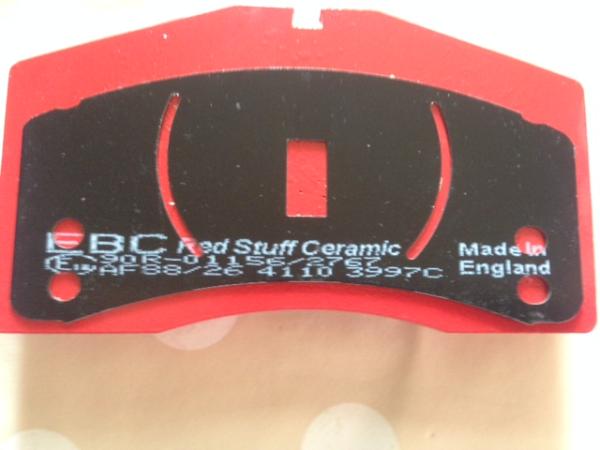 EBC Red Stuff Ceramic
90R-01156/2767
AF88/26 4110 3997C
Made in
England